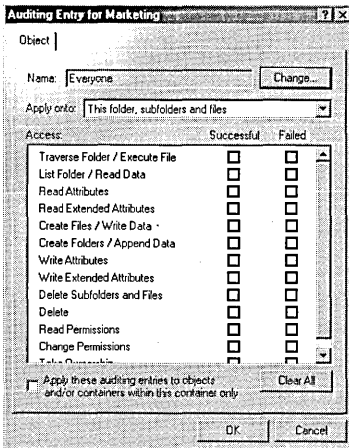 Auditing Entry for Marketing ? X
Object
Name: Everyone Change...
Apply onto: This folder, subfolders and files
Access: Successful Failed
Traverse Folder / Execute File
List Folder / Read Data
Read Attributes
Read Extended Attributes
Create Files / Write Data
Create Folders / Append Data
Write Attributes
Write Extended Attributes
Delete Subfolders and Files
Delete
Read Permissions
Change Permissions
Take Ownership
Apply these auditing entries to objects Clear All
and/or containers within this container only
OK Cancel